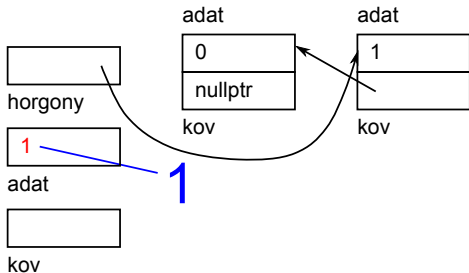 adat adat
0 1
nullptr
horgony
kov kov
1
1
adat
kov